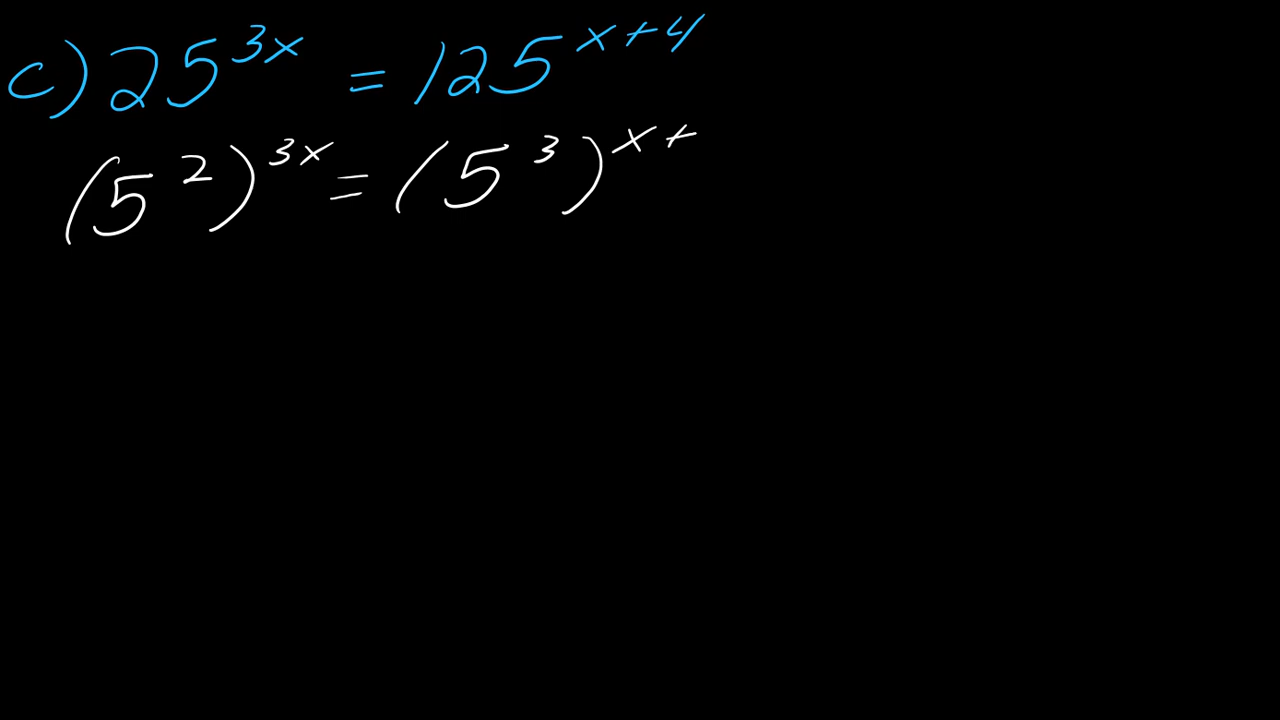 c) 25^{3x} = 125^{x+4}
(5^2)^{3x} = (5^3)^{x+}